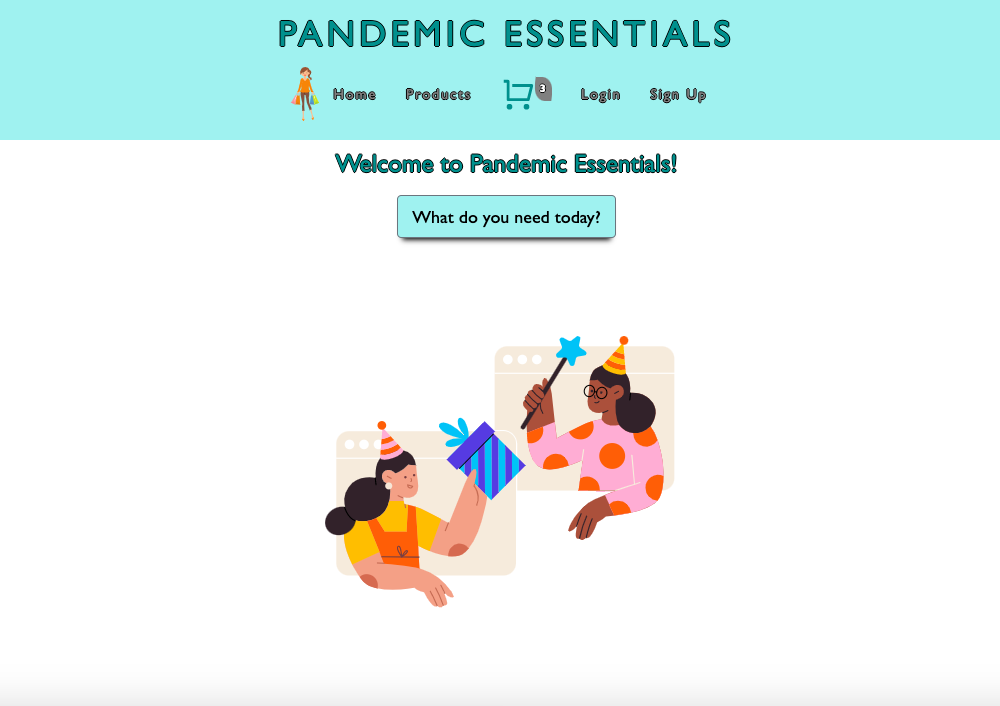 PANDEMIC ESSENTIALS
Home Products 3 Login Sign Up
Welcome to Pandemic Essentials!
What do you need today?